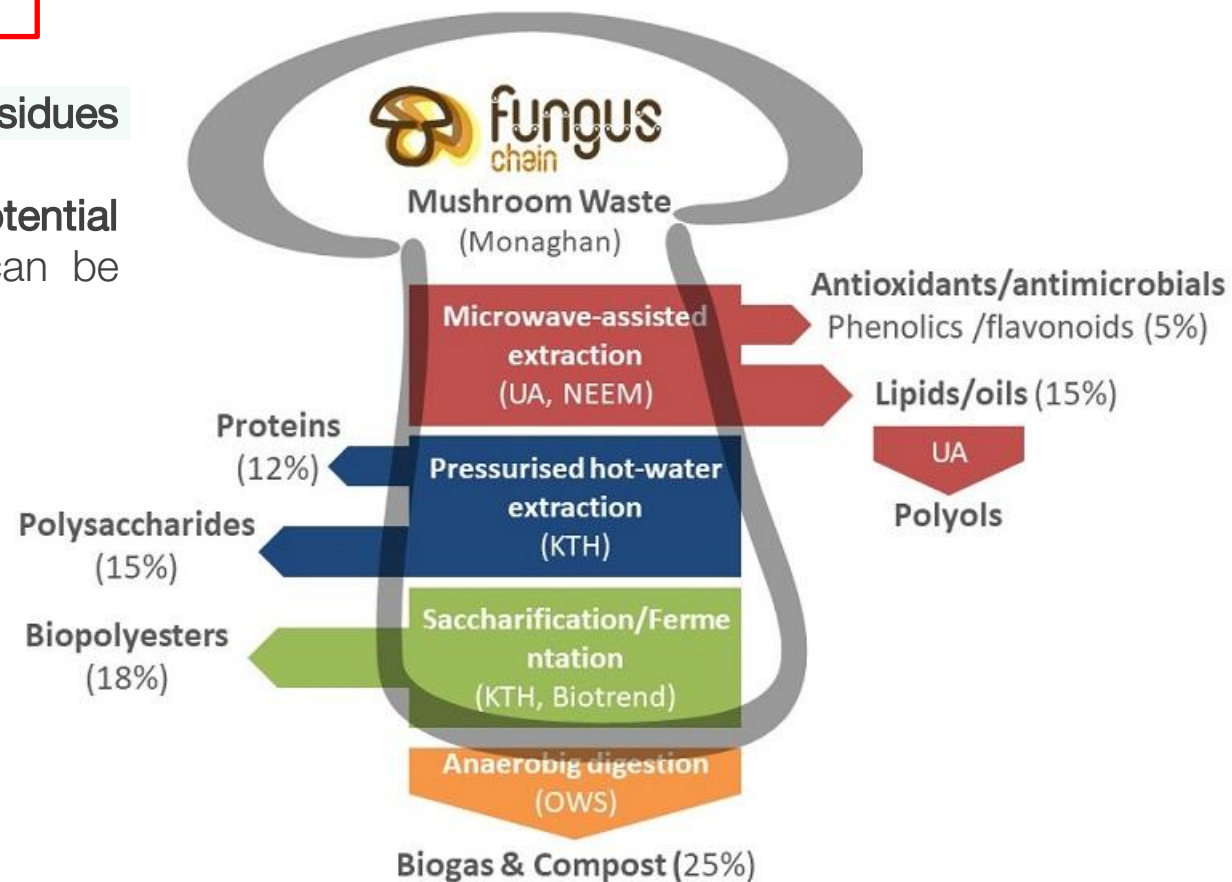 sidues
otential
can be
fungus
chain
Mushroom Waste
(Monaghan)
Microwave-assisted
extraction
(UA, NEEM)
Antioxidants/antimicrobials
Phenolics /flavonoids (5%)
Lipids/oils (15%)
UA
Polyols
Proteins
(12%)
Pressurised hot-water
extraction
(KTH)
Polysaccharides
(15%)
Saccharification/Ferme
ntation
(KTH, Biotrend)
Biopolyesters
(18%)
Anaerobig digestion
(OWS)
Biogas & Compost (25%)